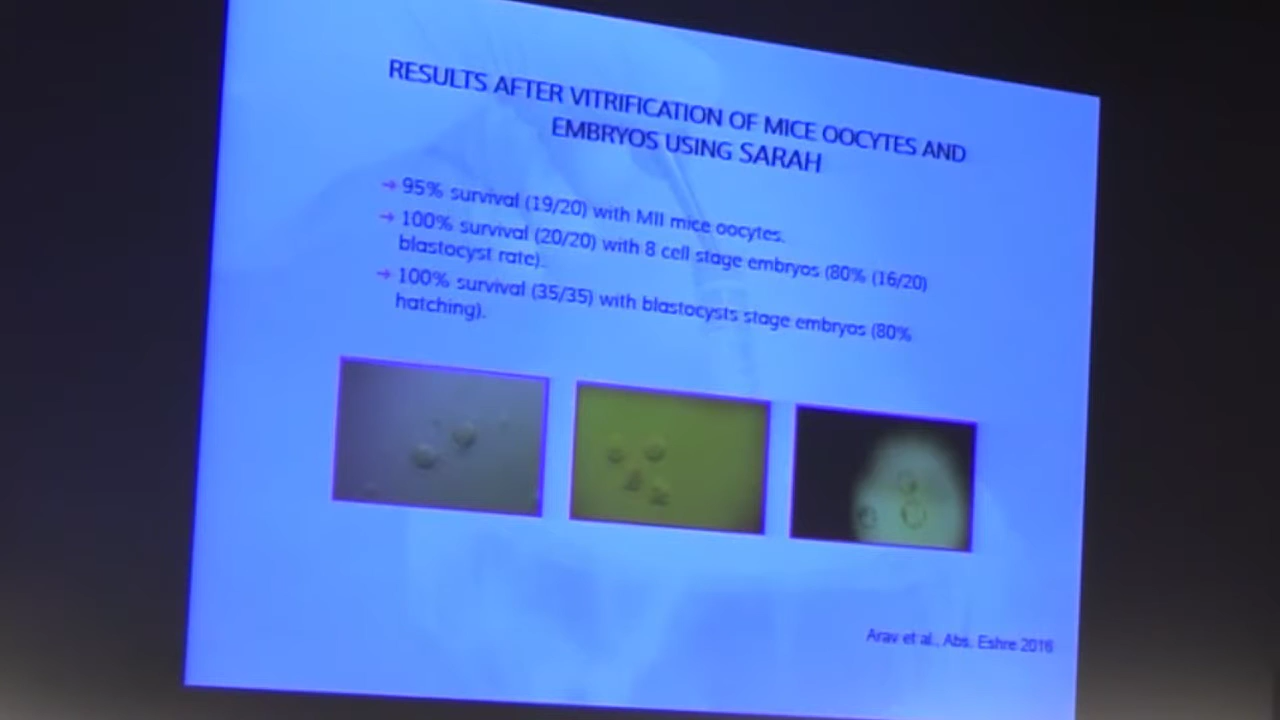 RESULTS AFTER VITRIFICATION OF MICE OOCYTES AND
EMBRYOS USING SARAH
→ 95% survival (19/20) with MII mice oocytes.
→ 100% survival (20/20) with 8 cell stage embryos (80% (16/20)
blastocyst rate).
→ 100% survival (35/35) with blastocysts stage embryos (80%
hatching).
Arav et al., Abs. Eshre 2016